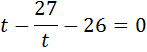 t − 27/t − 26 = 0